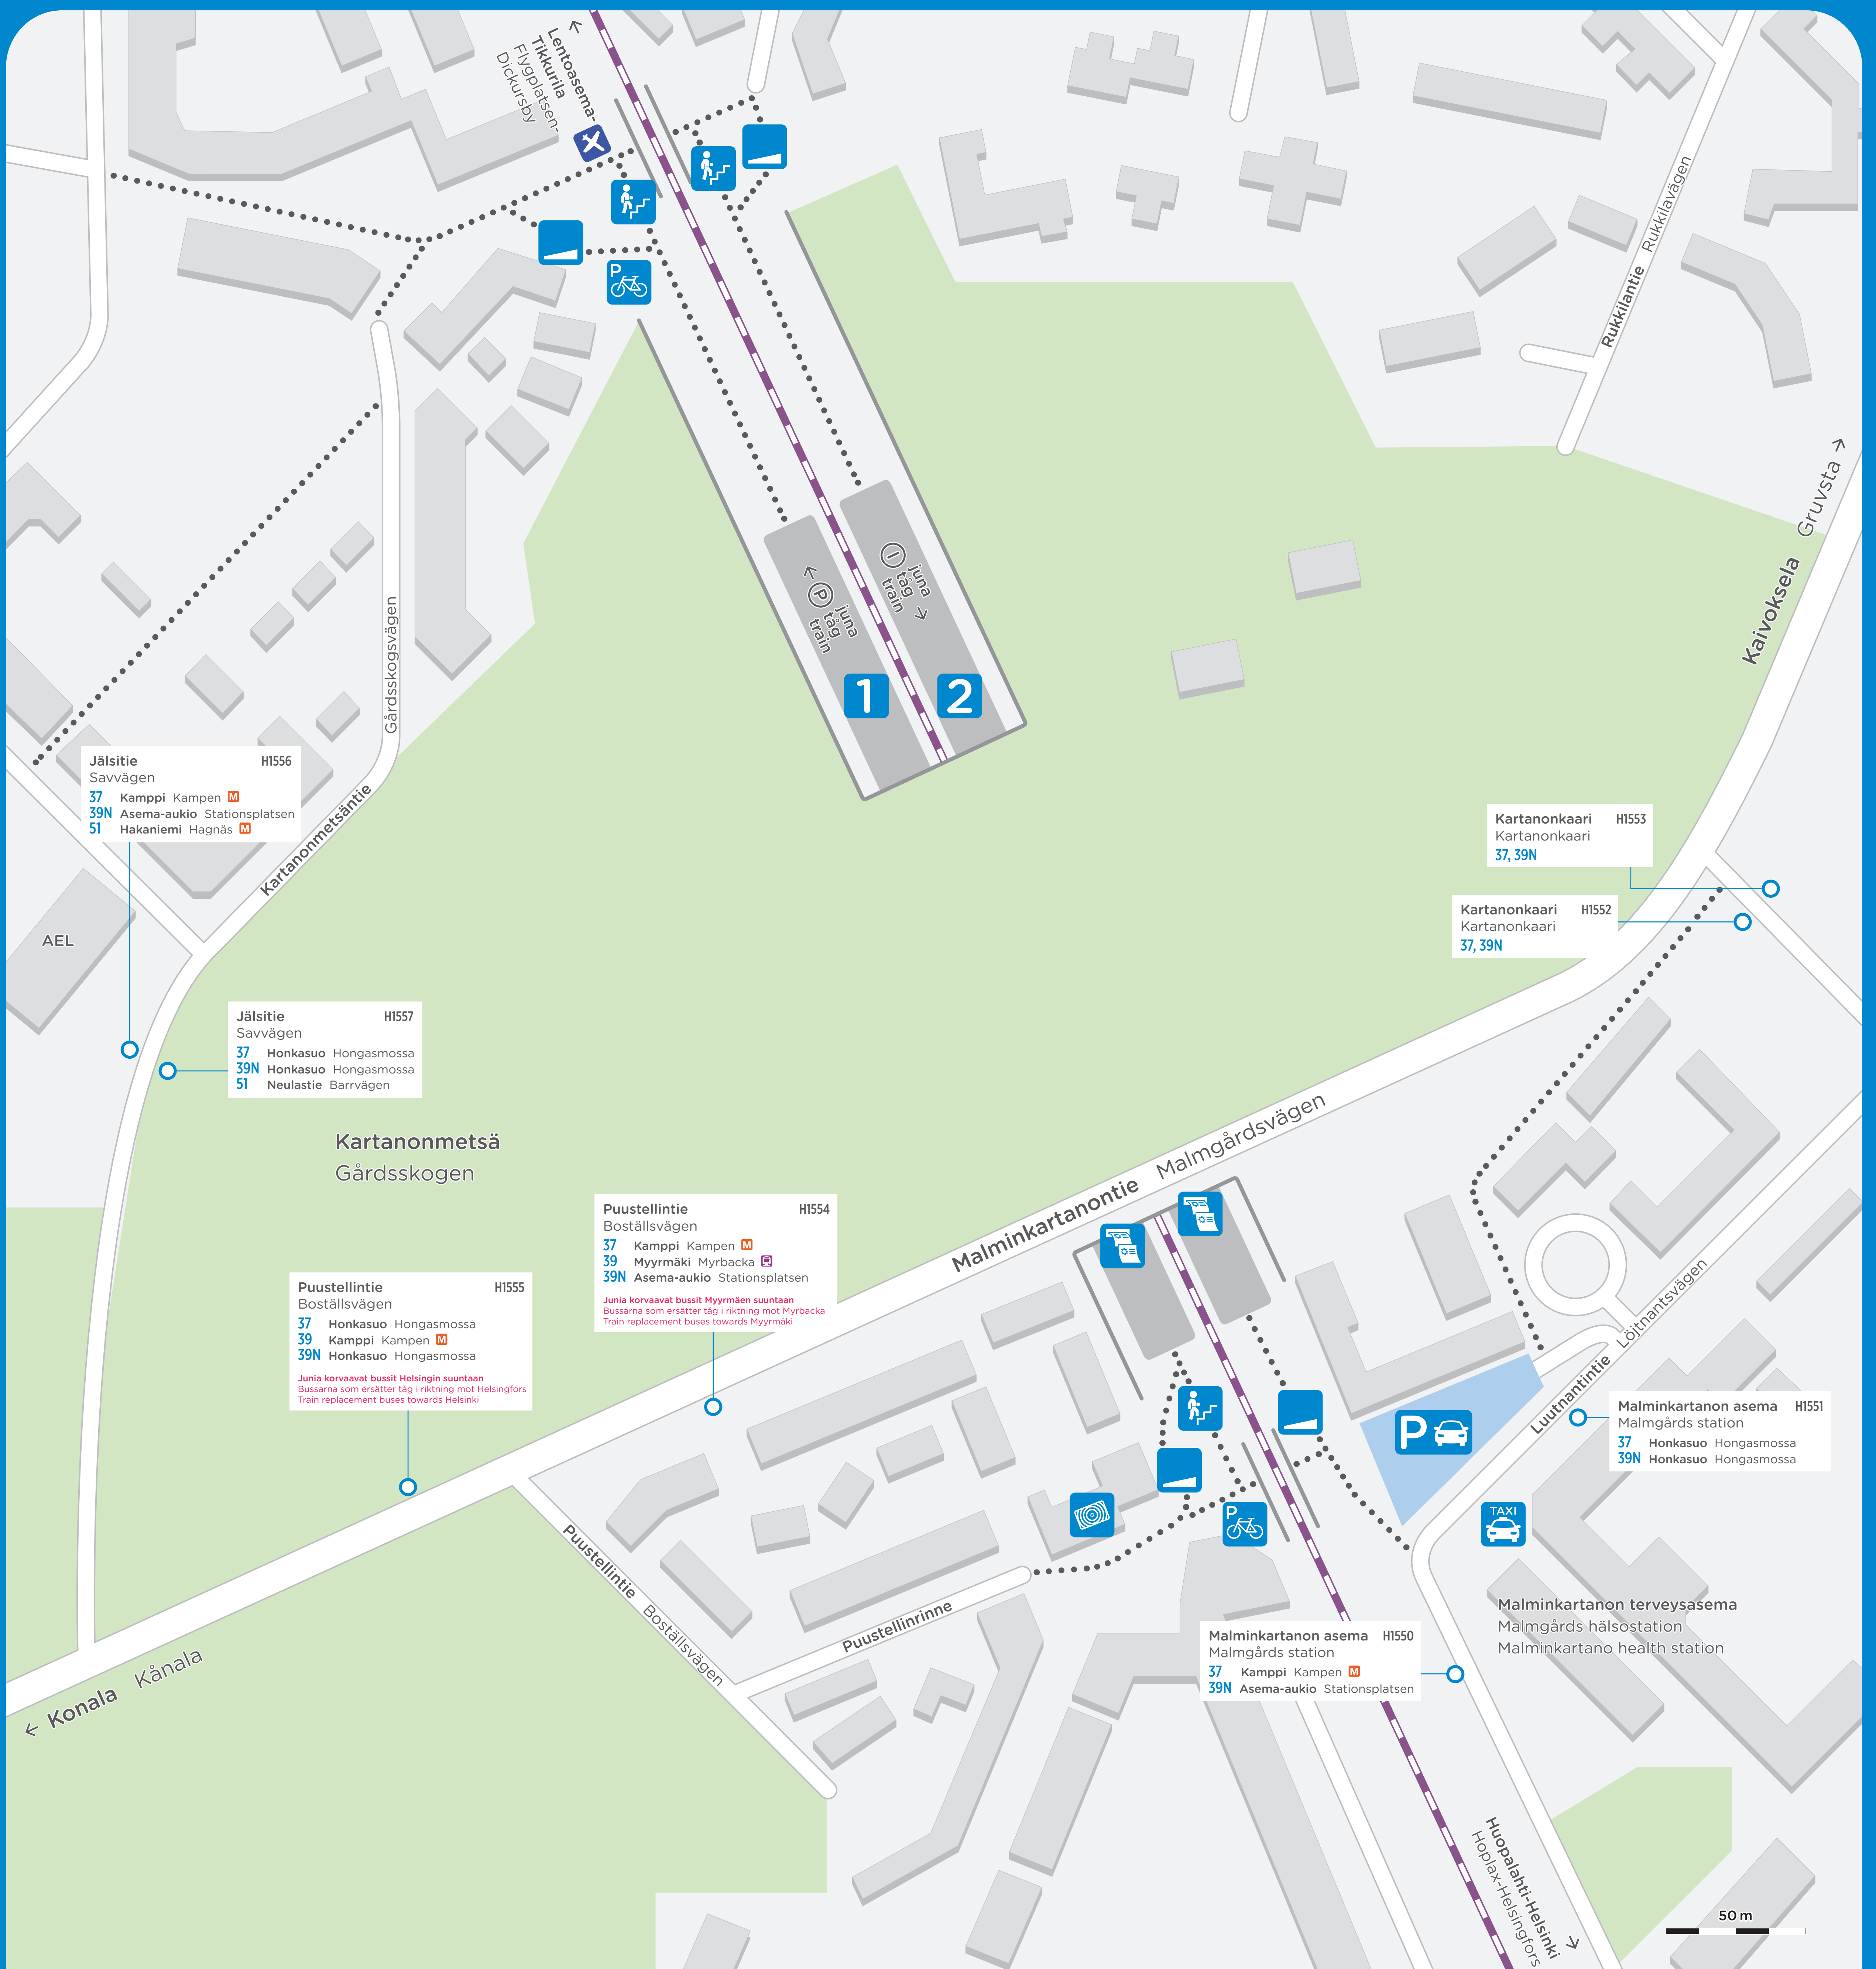 Lentoasema-
Tikkurila
Flygplatsen-
Dickursby
P
Rukkilantie Rukkilavägen
Kaivoksela Gruvsta
I juna
tåg
train
P juna
tåg
train
1
2
Gårdsskogsvägen
Kartanonmetsäntie
Jälsitie H1556
Savvägen
37 Kamppi Kampen M
39N Asema-aukio Stationsplatsen
51 Hakaniemi Hagnäs M
AEL
Kartanonkaari H1553
Kartanonkaari
37, 39N
Kartanonkaari H1552
Kartanonkaari
37, 39N
Jälsitie H1557
Savvägen
37 Honkasuo Hongasmossa
39N Honkasuo Hongasmossa
51 Neulastie Barrvägen
Kartanonmetsä
Gårdsskogen
Malminkartanontie Malmgårdsvägen
Puustellintie H1554
Boställsvägen
37 Kamppi Kampen M
39 Myyrmäki Myrbacka
39N Asema-aukio Stationsplatsen
Junia korvaavat bussit Myyrmäen suuntaan
Bussarna som ersätter tåg i riktning mot Myrbacka
Train replacement buses towards Myyrmäki
Puustellintie H1555
Boställsvägen
37 Honkasuo Hongasmossa
39 Kamppi Kampen M
39N Honkasuo Hongasmossa
Junia korvaavat bussit Helsingin suuntaan
Bussarna som ersätter tåg i riktning mot Helsingfors
Train replacement buses towards Helsinki
Luutnantintie Löjtnantsvägen
P
Malminkartanon asema H1551
Malmgårds station
37 Honkasuo Hongasmossa
39N Honkasuo Hongasmossa
P
TAXI
Puustellintie Boställsvägen
Puustellinrinne
Malminkartanon terveysasema
Malmgårds hälsostation
Malminkartano health station
Malminkartanon asema H1550
Malmgårds station
37 Kamppi Kampen M
39N Asema-aukio Stationsplatsen
Konala Kånala
Huopalahti-Helsinki
Hoplax-Helsingfors
50 m